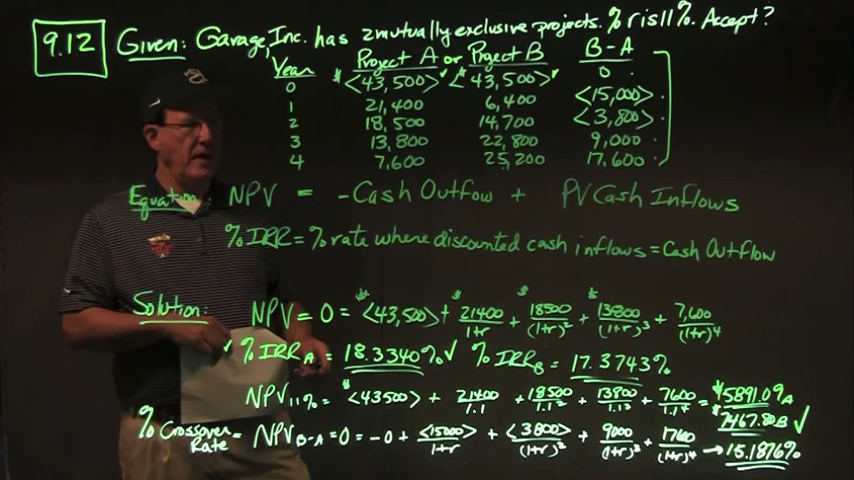 9.12 Given: Garage, Inc. has 2 mutually exclusive projects. % r is 11%. Accept?
Year Project A or Project B B-A
0 $<43,500> $<43,500> 0
1 21,400 6,400 <15,000>
2 18,500 14,700 <3,800>
3 13,800 22,800 9,000
4 7,600 25,200 17,600
Equation: NPV = -Cash Outfow + PV Cash Inflows
% IRR = % rate where discounted cash inflows = Cash Outflow
Solution: NPV = 0 = $<43,500> + $21400/1+r + $18500/(1+r)² + $13800/(1+r)³ + 7,600/(1+r)⁴
✓ % IRR A = 18.3340% ✓ % IRR B = 17.3743%
NPV 11% = $<43500> + 21400/1.1 + 18500/1.1² + 13800/1.1³ + 7600/1.1⁴ = $5891.09 A
$7467.80 B ✓
% Crossover Rate = NPV B-A = 0 = -0 + <15000>/1+r + <3800>/(1+r)² + 9000/(1+r)³ + 1760/(1+r)⁴ → 15.1876%